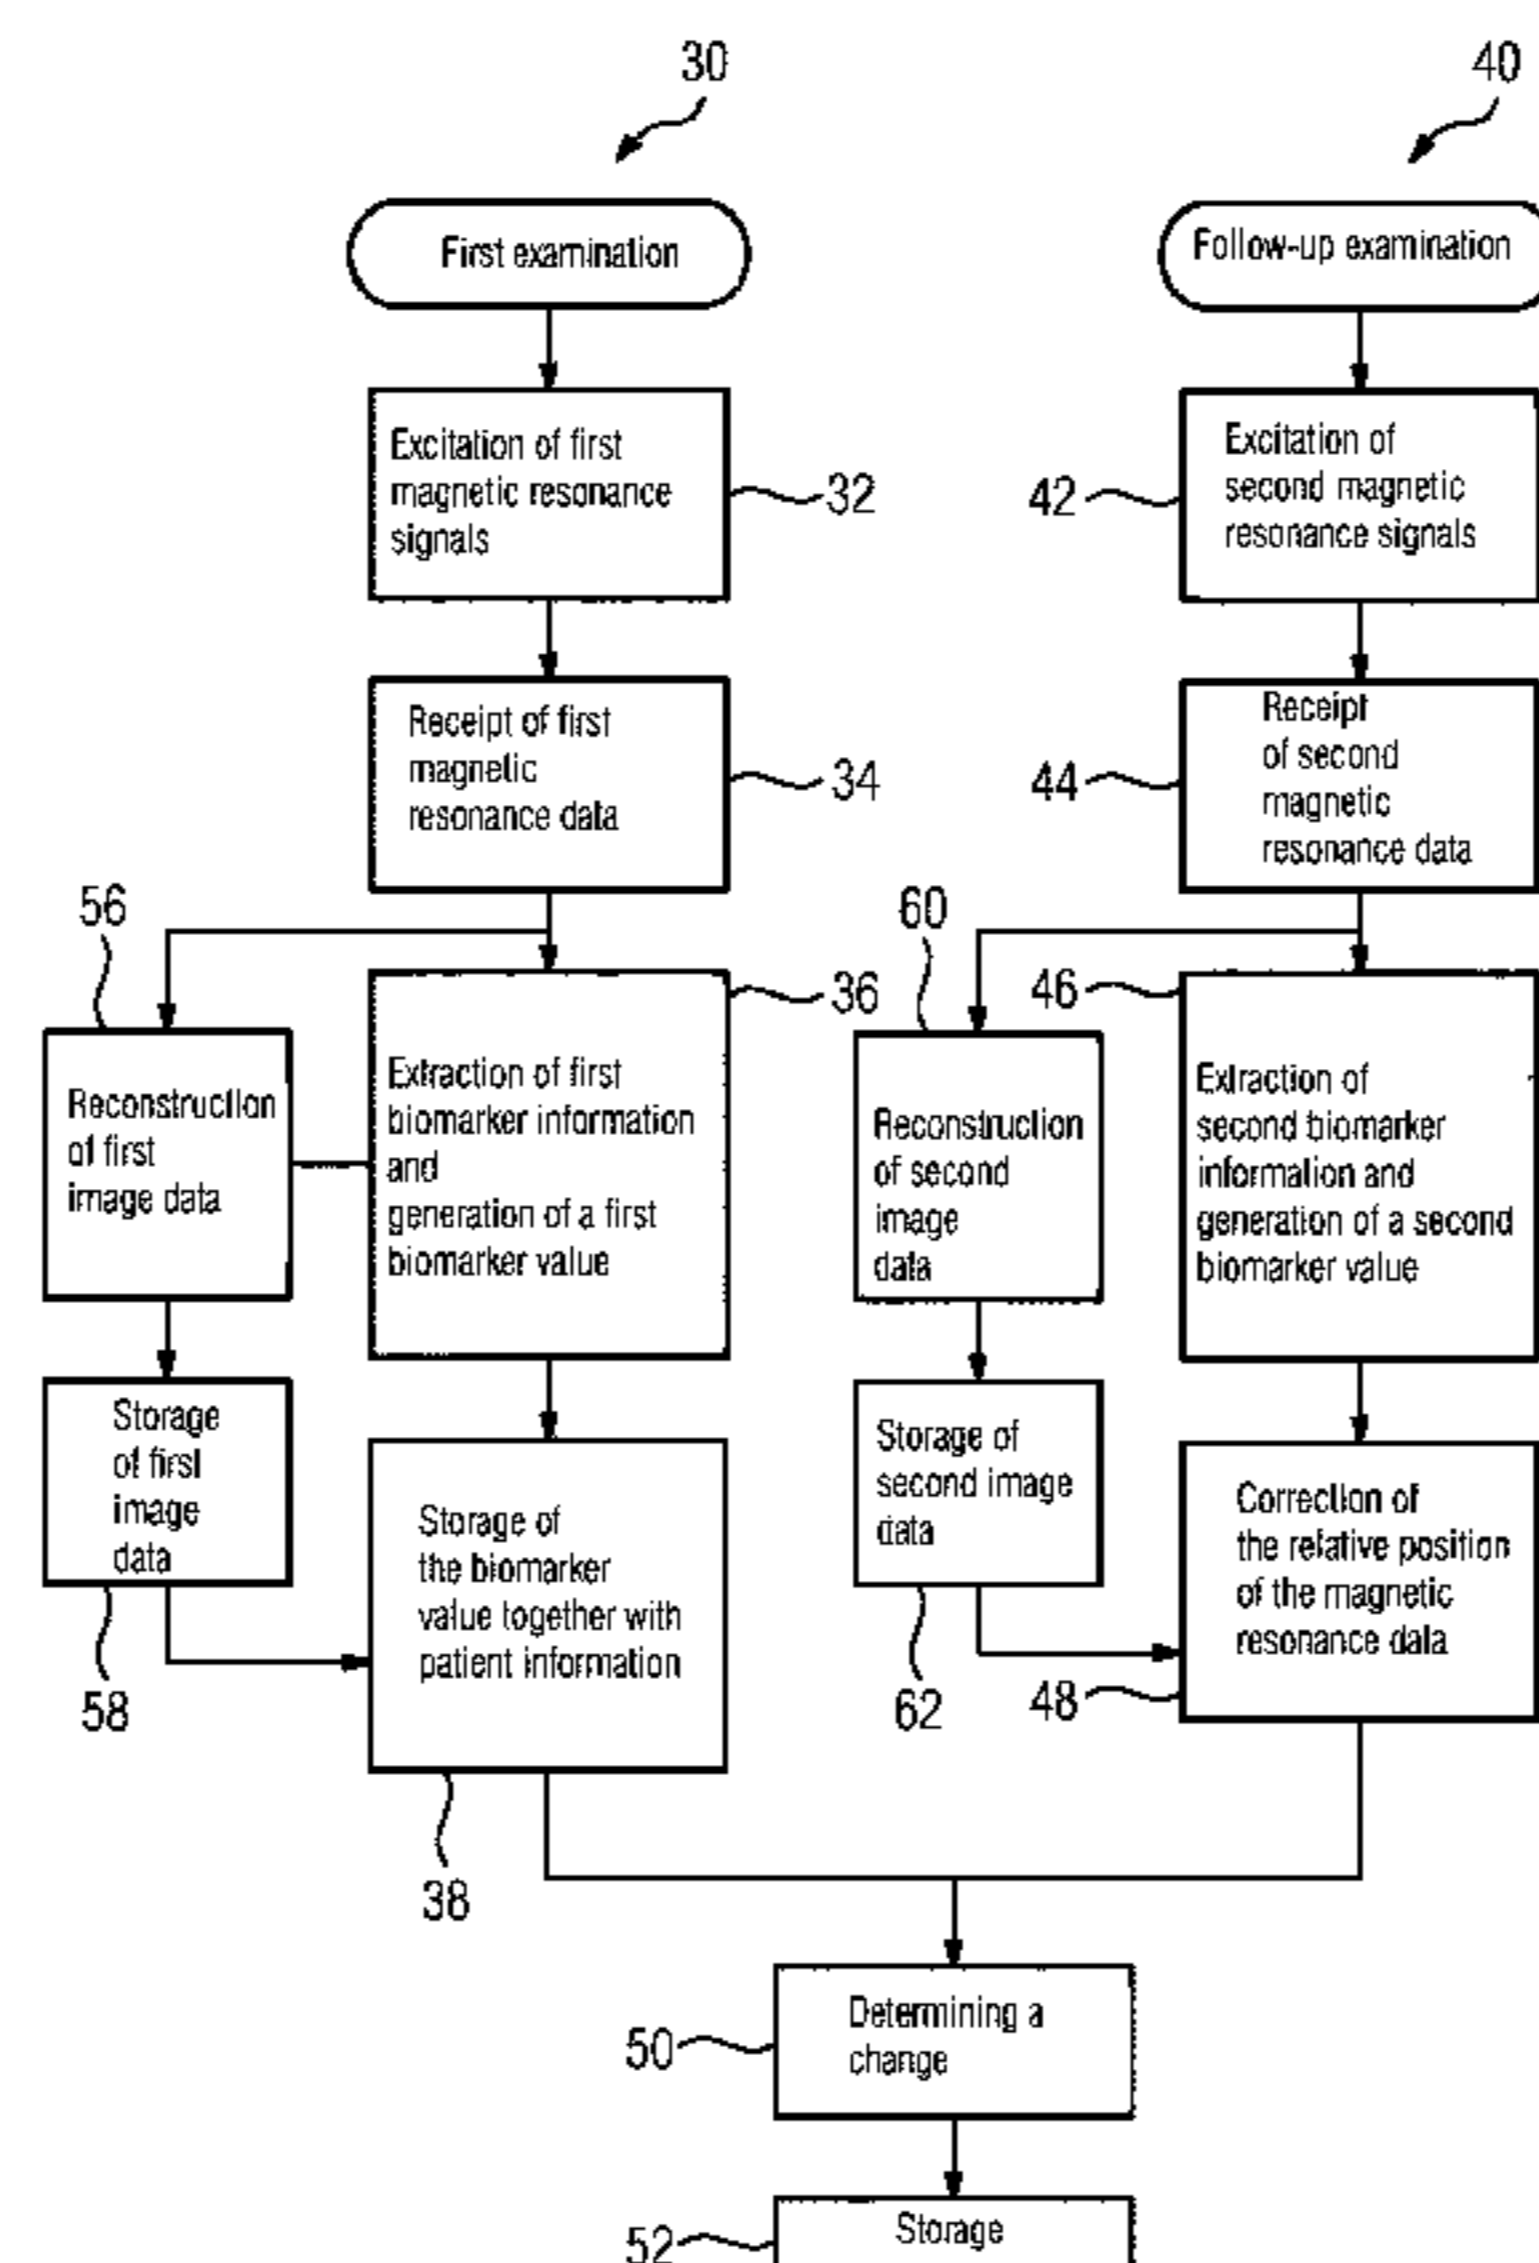 30
40
First examination
Follow-up examination
Excitation of first
magnetic resonance
signals
32
42
Excitation of
second magnetic
resonance signals
Receipt of first
magnetic
resonance data
34
44
Receipt
of second
magnetic
resonance data
56
60
36
46
Reconstruction
of first
image data
Extraction of first
biomarker information
and
generation of a first
biomarker value
Reconstruction
of second
image
data
Extraction of
second biomarker
information and
generation of a second
biomarker value
Storage
of first
image
data
Storage of
the biomarker
value together with
patient information
Storage of
second image
data
Correction of
the relative position
of the magnetic
resonance data
58
62
48
38
50
Determining a
change
52
Storage